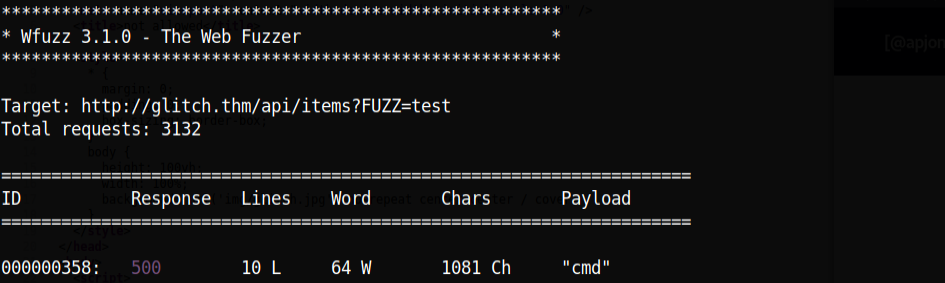 ********************************************************
* Wfuzz 3.1.0 - The Web Fuzzer                         *
********************************************************
Target: http://glitch.thm/api/items?FUZZ=test
Total requests: 3132
=====================================================================
ID           Response   Lines    Word       Chars       Payload
=====================================================================
000000358:   500        10 L     64 W       1081 Ch     "cmd"